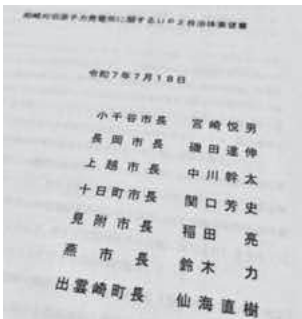 柏崎刈羽原子力発電所に関するUPZ自治体要望書
令和7年7月18日
小千谷市長 宮崎悦男
長岡市長 磯田達伸
上越市長 中川幹太
十日町市長 関口芳史
見附市長 稲田亮
燕市長 鈴木力
出雲崎町長 仙海直樹